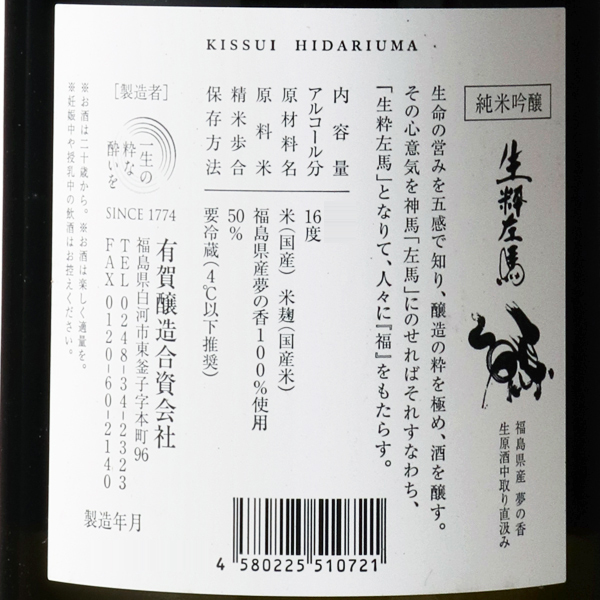 KISSUI HIDARIUMA
純米吟醸
生粋左馬
福島県産 夢の香
生原酒中取り直汲み
生命の営みを五感で知り、醸造の粋を極め、酒を醸す。
その心意気を神馬「左馬」にのせればそれすなわち、
「生粋左馬」となりて、人々に『福』をもたらす。
内容量
アルコール分 16度
原材料名 米(国産) 米麹(国産米)
原料米 福島県産夢の香100%使用
精米歩合 50%
保存方法 要冷蔵(4℃以下推奨)
[製造者]
一生の
粋な
酔いを
SINCE 1774
有賀醸造合資会社
福島県白河市東釜子字本町96
TEL 0248-34-2323
FAX 0120-60-2140
※お酒は二十歳から。※お酒は楽しく適量を。
※妊娠中や授乳中の飲酒はお控えください。
製造年月
4 580225 510721